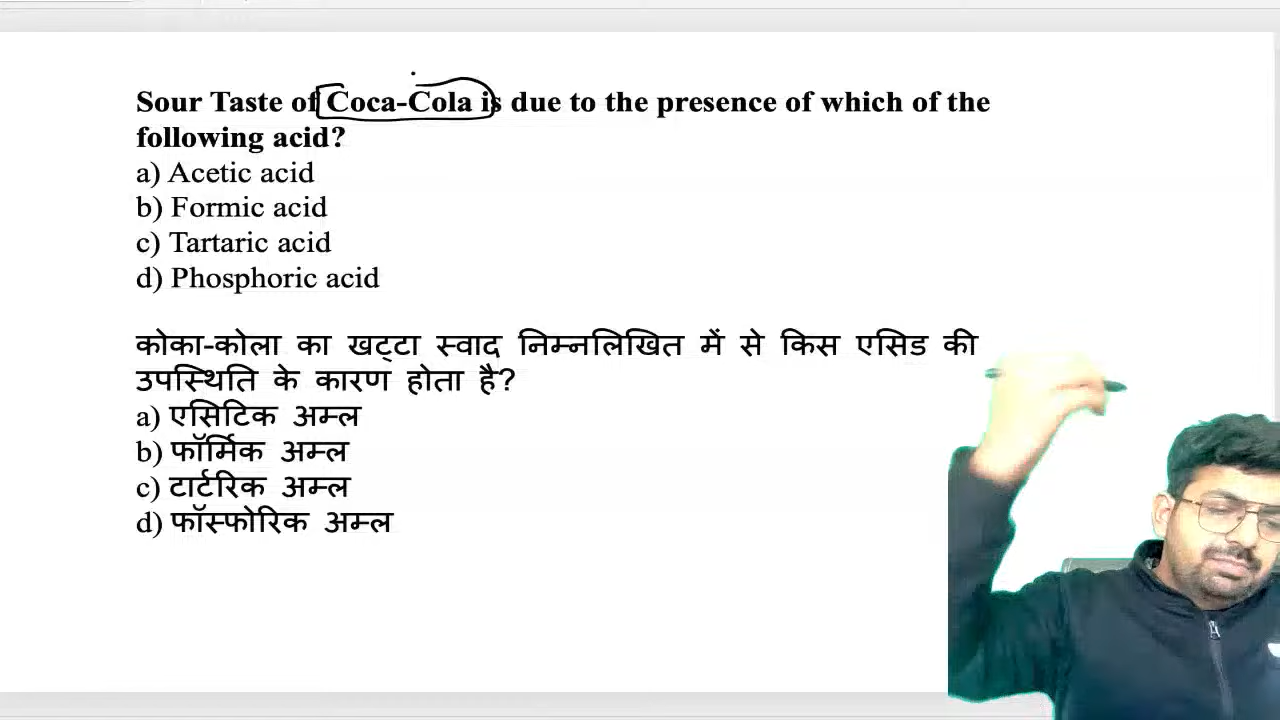 Sour Taste of Coca-Cola is due to the presence of which of the
following acid?
a) Acetic acid
b) Formic acid
c) Tartaric acid
d) Phosphoric acid
कोका-कोला का खट्टा स्वाद निम्नलिखित में से किस एसिड की
उपस्थिति के कारण होता है?
a) एसिटिक अम्ल
b) फॉर्मिक अम्ल
c) टार्टरिक अम्ल
d) फॉस्फोरिक अम्ल